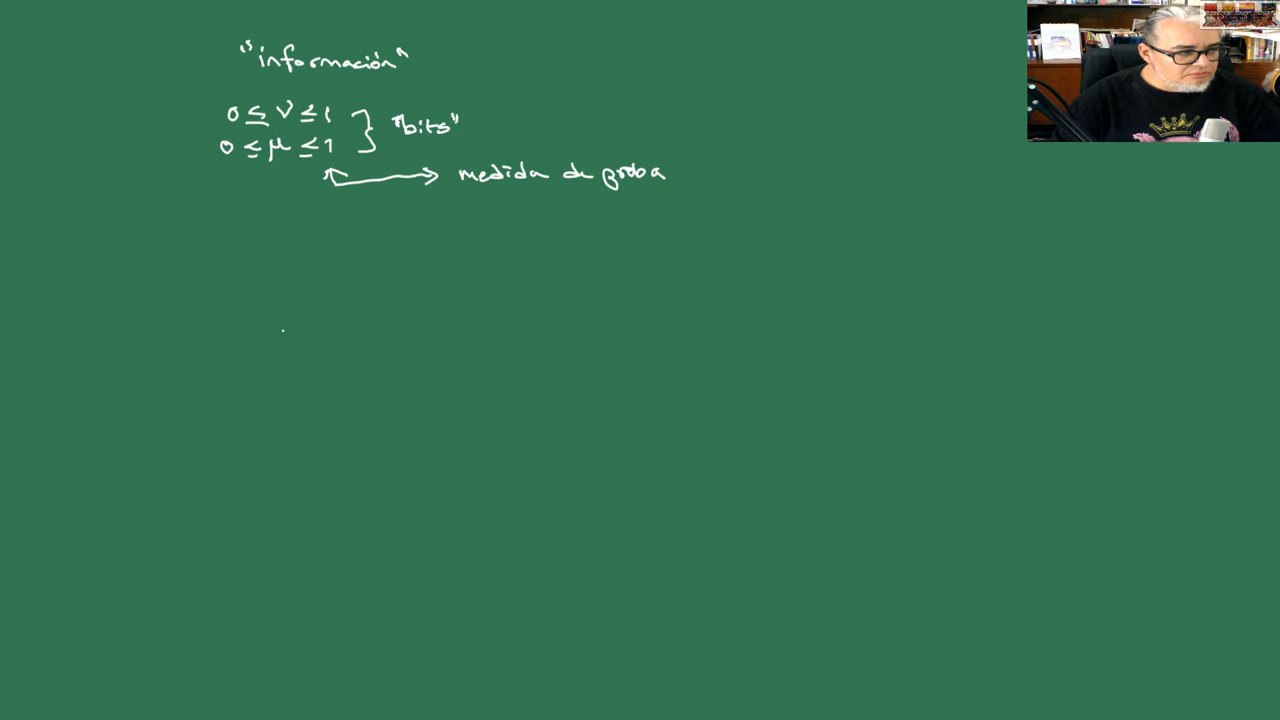 "información"
0 ≤ ν ≤ 1
0 ≤ μ ≤ 1
"bits"
medida de proba